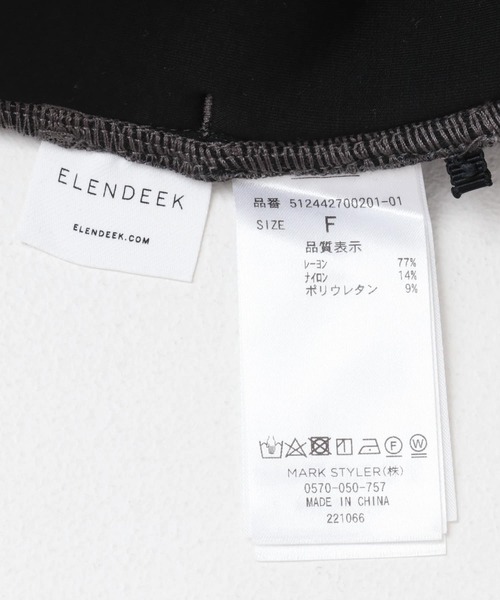 ELENDEEK
ELENDEEK.COM
品番 512442700201-01
SIZE F
品質表示
レーヨン 77%
ナイロン 14%
ポリウレタン 9%
F W
MARK STYLER(株)
0570-050-757
MADE IN CHINA
221066